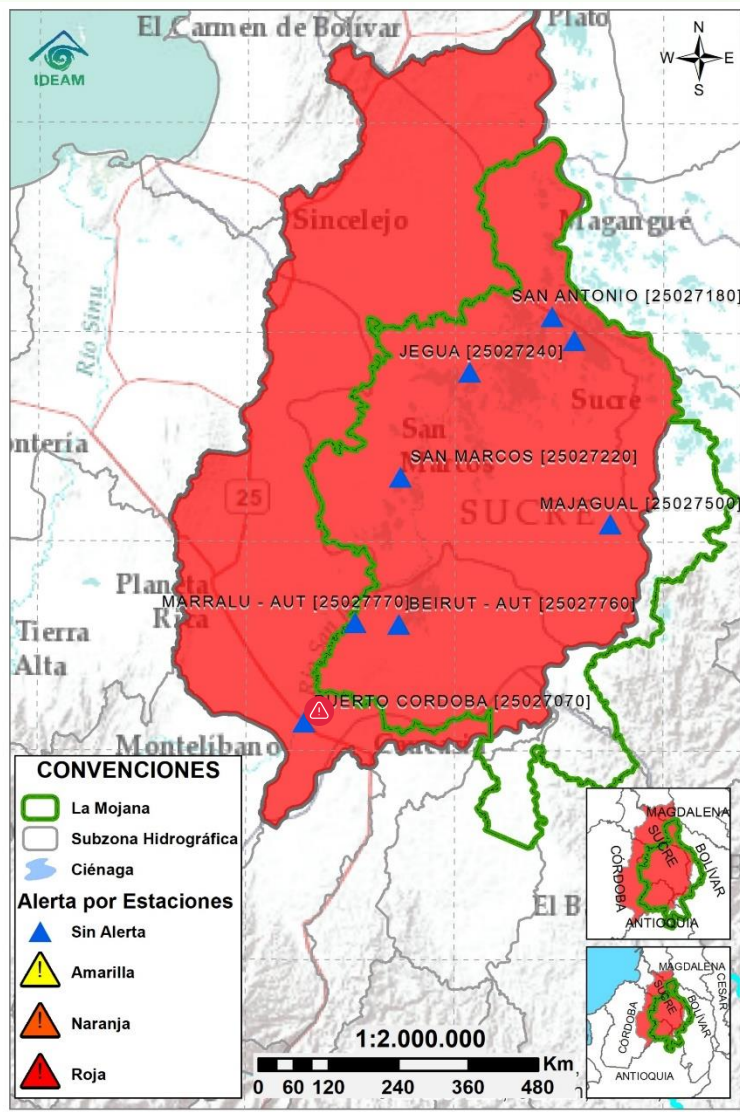 El Carmen de Bolívar
Plato
IDEAM
N
W
E
S
Sincelejo
Magangué
SAN ANTONIO [25027180]
Río Sinú
JEGUA [25027240]
Sucre
San
Marcos
SAN MARCOS [25027220]
ntería
25
SUCRE
MAJAGUAL [25027500]
Planeta
Rica
MARRALU - AUT [25027770]
BEIRUT - AUT [25027760]
Tierra
Alta
PUERTO CORDOBA [25027070]
Montelíbano
CONVENCIONES
La Mojana
Subzona Hidrográfica
Ciénaga
Alerta por Estaciones
Sin Alerta
Amarilla
Naranja
Roja
El B
1:2.000.000
Km
0 60 120 240 360 480
MAGDALENA
SUCRE
BOLÍVAR
CÓRDOBA
ANTIOQUIA
MAGDALENA
CESAR
SUCRE
BOLÍVAR
CÓRDOBA
ANTIOQUIA